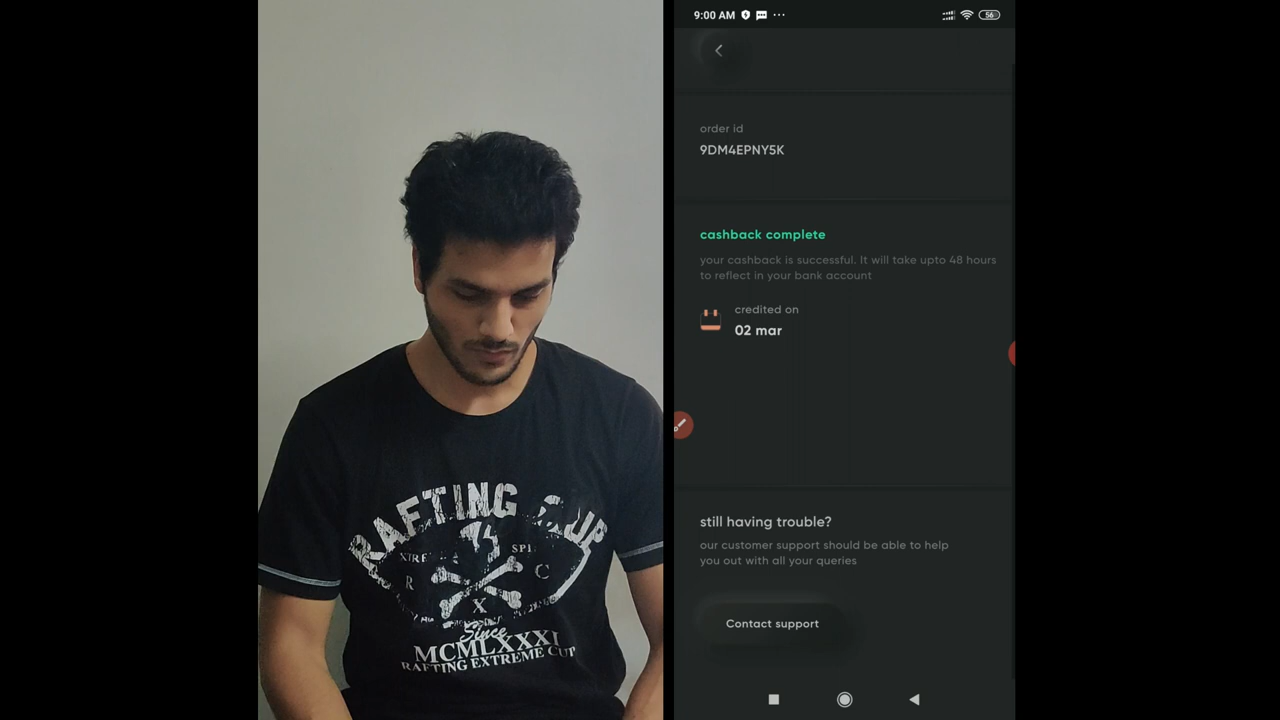 RAFTING CUP
XTRE
R C
X
Since
MCMLXXXI
RAFTING EXTREME CUP
9:00 AM
56
order id
9DM4EPNY5K
cashback complete
your cashback is successful. It will take upto 48 hours
to reflect in your bank account
credited on
02 mar
still having trouble?
our customer support should be able to help
you out with all your queries
Contact support